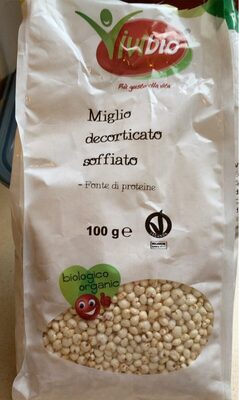 Vivibio
Più gusto alla vita
Miglio
decorticato
soffiato
- Fonte di proteine
100 g e
biologico
organic